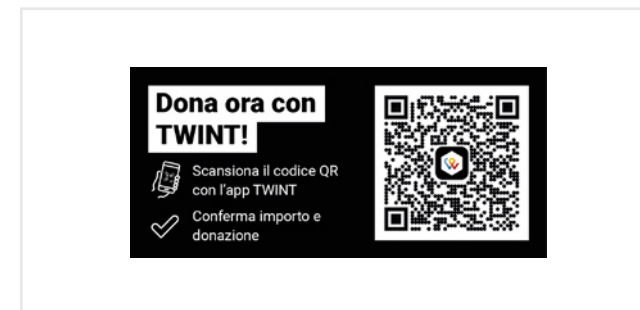 Dona ora con
TWINT!
Scansiona il codice QR
con l'app TWINT
Conferma importo e
donazione